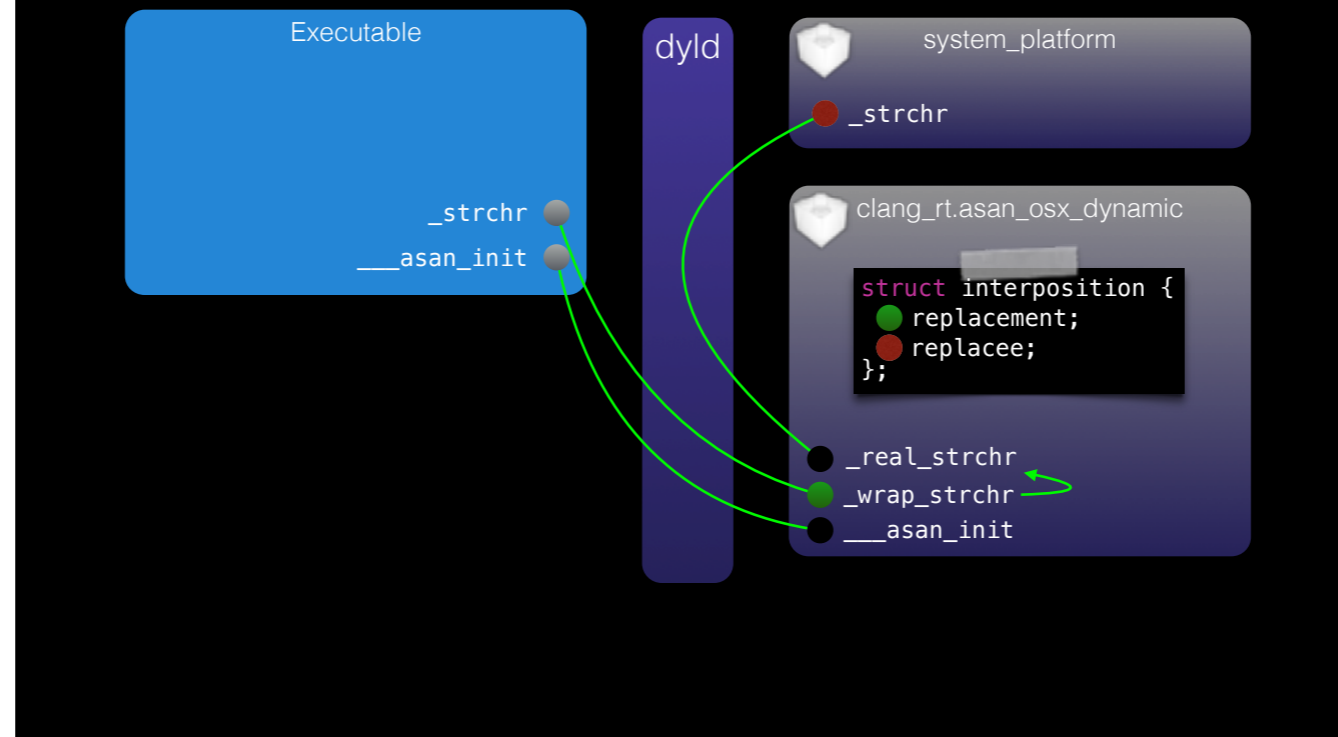 Executable
_strchr
___asan_init
dyld
system_platform
_strchr
clang_rt.asan_osx_dynamic
struct interposition {
replacement;
replacee;
};
_real_strchr
_wrap_strchr
___asan_init